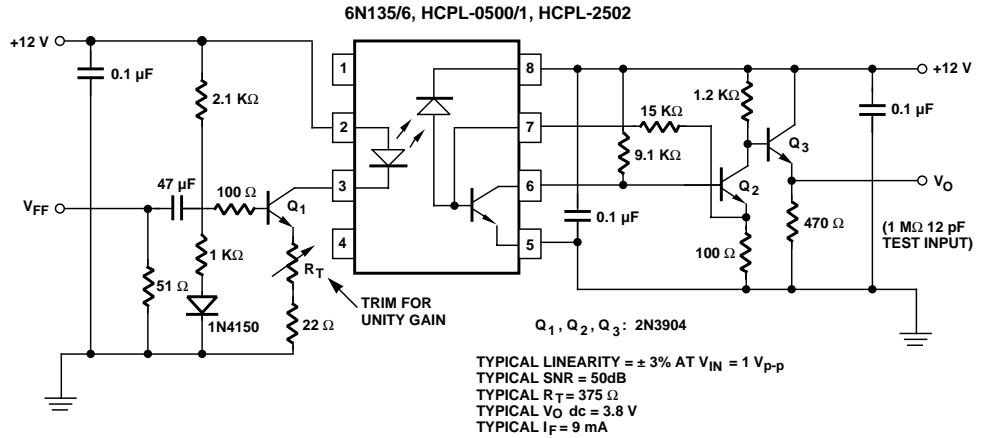 6N135/6, HCPL-0500/1, HCPL-2502
+12 V
0.1 µF
2.1 KΩ
1
2
3
4
8
7
6
5
15 KΩ
9.1 KΩ
1.2 KΩ
+12 V
0.1 µF
Q3
Q2
VO
470 Ω
(1 MΩ 12 pF
TEST INPUT)
0.1 µF
100 Ω
VFF
47 µF
100 Ω
Q1
1 KΩ
51 Ω
RT
1N4150
22 Ω
TRIM FOR
UNITY GAIN
Q1, Q2, Q3: 2N3904
TYPICAL LINEARITY = ± 3% AT VIN = 1 Vp-p
TYPICAL SNR = 50dB
TYPICAL RT = 375 Ω
TYPICAL VO dc = 3.8 V
TYPICAL IF = 9 mA